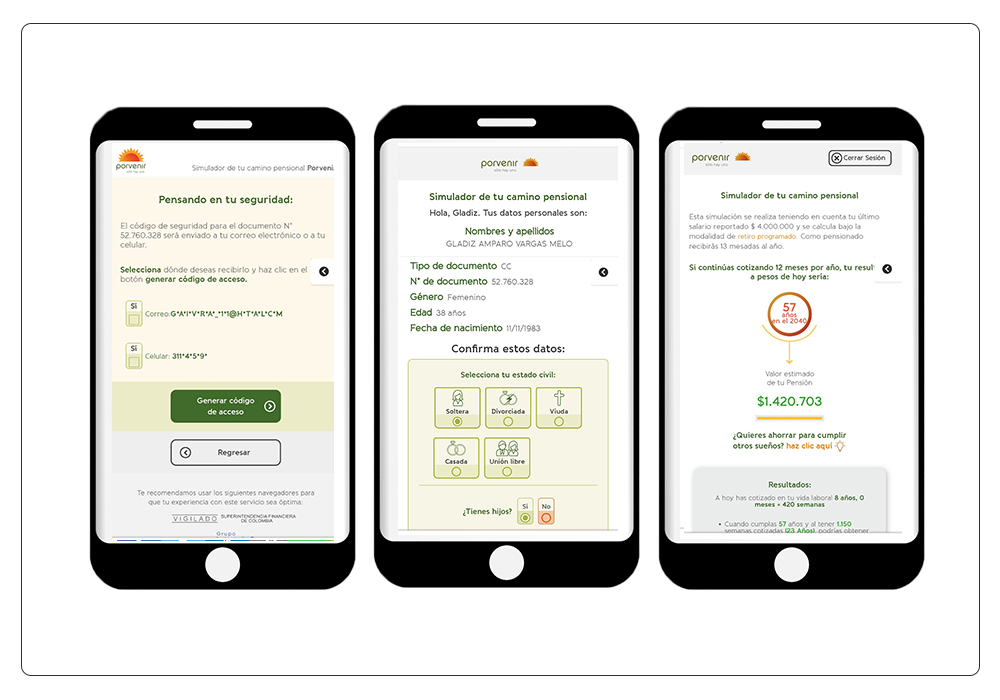 porvenir
sólo hay uno
Simulador de tu camino pensional Porveni
Pensando en tu seguridad:
El código de seguridad para el documento N°
52.760.328 será enviado a tu correo electrónico o a tu
celular.
Selecciona dónde deseas recibirlo y haz clic en el
botón generar código de acceso.
Si
Correo: G*A*I*V*R*A*_*1*1@H*T*A*L*C*M
Si
Celular: 311*4*5*9*
Generar código
de acceso
Regresar
Te recomendamos usar los siguientes navegadores para
que tu experiencia con este servicio sea óptima:
VIGILADO SUPERINTENDENCIA FINANCIERA
DE COLOMBIA
Grupo
porvenir
sólo hay uno
Simulador de tu camino pensional
Hola, Gladiz. Tus datos personales son:
Nombres y apellidos
GLADIZ AMPARO VARGAS MELO
Tipo de documento CC
N° de documento 52.760.328
Género Femenino
Edad 38 años
Fecha de nacimiento 11/11/1983
Confirma estos datos:
Selecciona tu estado civil:
Soltera
Divorciada
Viuda
Casada
Unión libre
¿Tienes hijos?
Si
No
porvenir
sólo hay uno
Cerrar Sesión
Simulador de tu camino pensional
Esta simulación se realiza teniendo en cuenta tu último
salario reportado $ 4.000.000 y se calcula bajo la
modalidad de retiro programado. Como pensionado
recibirás 13 mesadas al año.
Si continúas cotizando 12 meses por año, tu result
a pesos de hoy sería:
57
años
en el 2040
Valor estimado
de tu Pensión
$1.420.703
¿Quieres ahorrar para cumplir
otros sueños? haz clic aquí
Resultados:
A hoy has cotizado en tu vida laboral 8 años, 0
meses = 420 semanas
• Cuando cumplas 57 años y al tener 1.150
semanas cotizadas (23 Años), podrías obtener